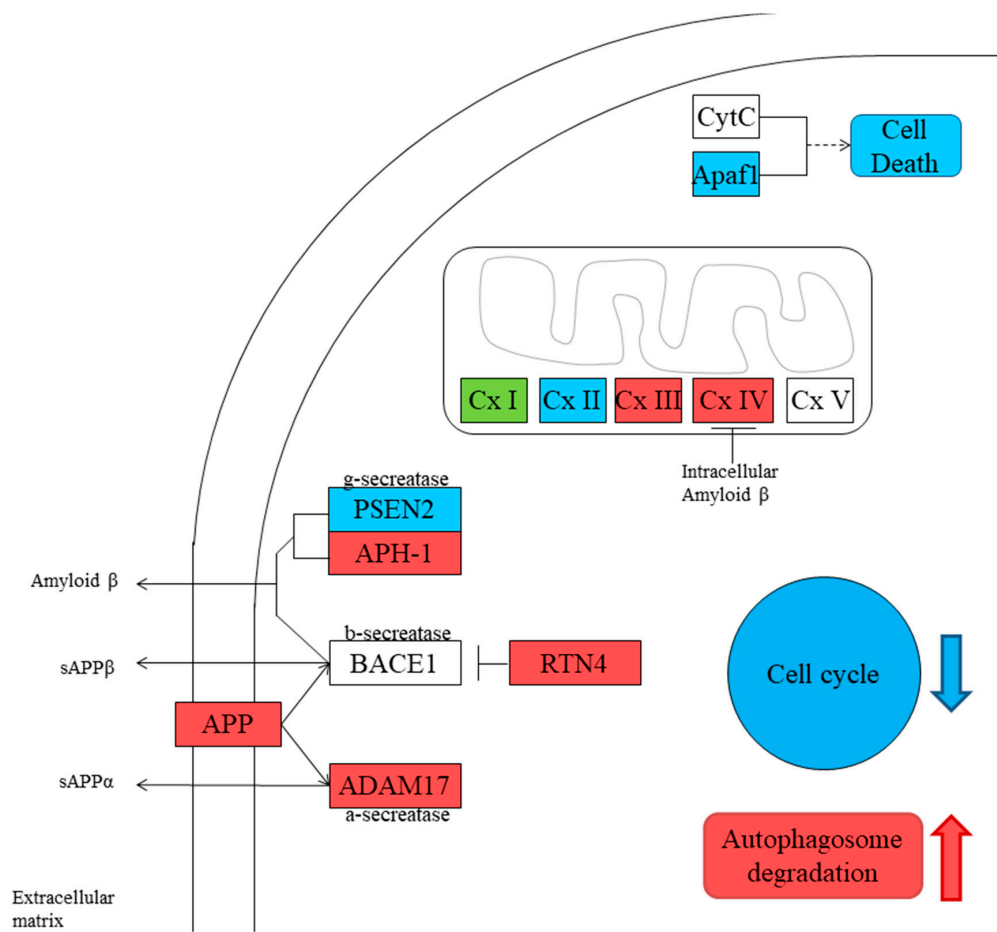 CytC
Apaf1
Cell
Death
Cx I
Cx II
Cx III
Cx IV
Cx V
Intracellular
Amyloid β
g-secreatase
PSEN2
APH-1
Amyloid β
b-secreatase
BACE1
RTN4
sAPPβ
APP
sAPPα
ADAM17
a-secreatase
Cell cycle
Autophagosome
degradation
Extracellular
matrix